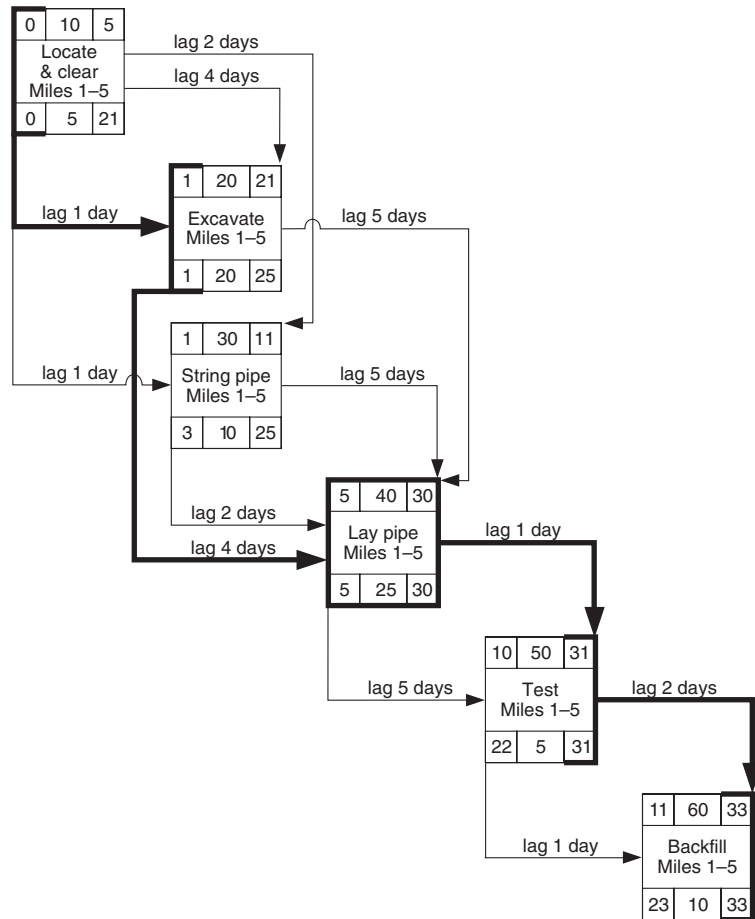 0 10 5
Locate
& clear
Miles 1–5
0 5 21
lag 2 days
lag 4 days
lag 1 day
1 20 21
Excavate
Miles 1–5
1 20 25
lag 5 days
lag 1 day
1 30 11
String pipe
Miles 1–5
3 10 25
lag 5 days
lag 2 days
lag 4 days
5 40 30
Lay pipe
Miles 1–5
5 25 30
lag 1 day
lag 5 days
10 50 31
Test
Miles 1–5
22 5 31
lag 2 days
lag 1 day
11 60 33
Backfill
Miles 1–5
23 10 33